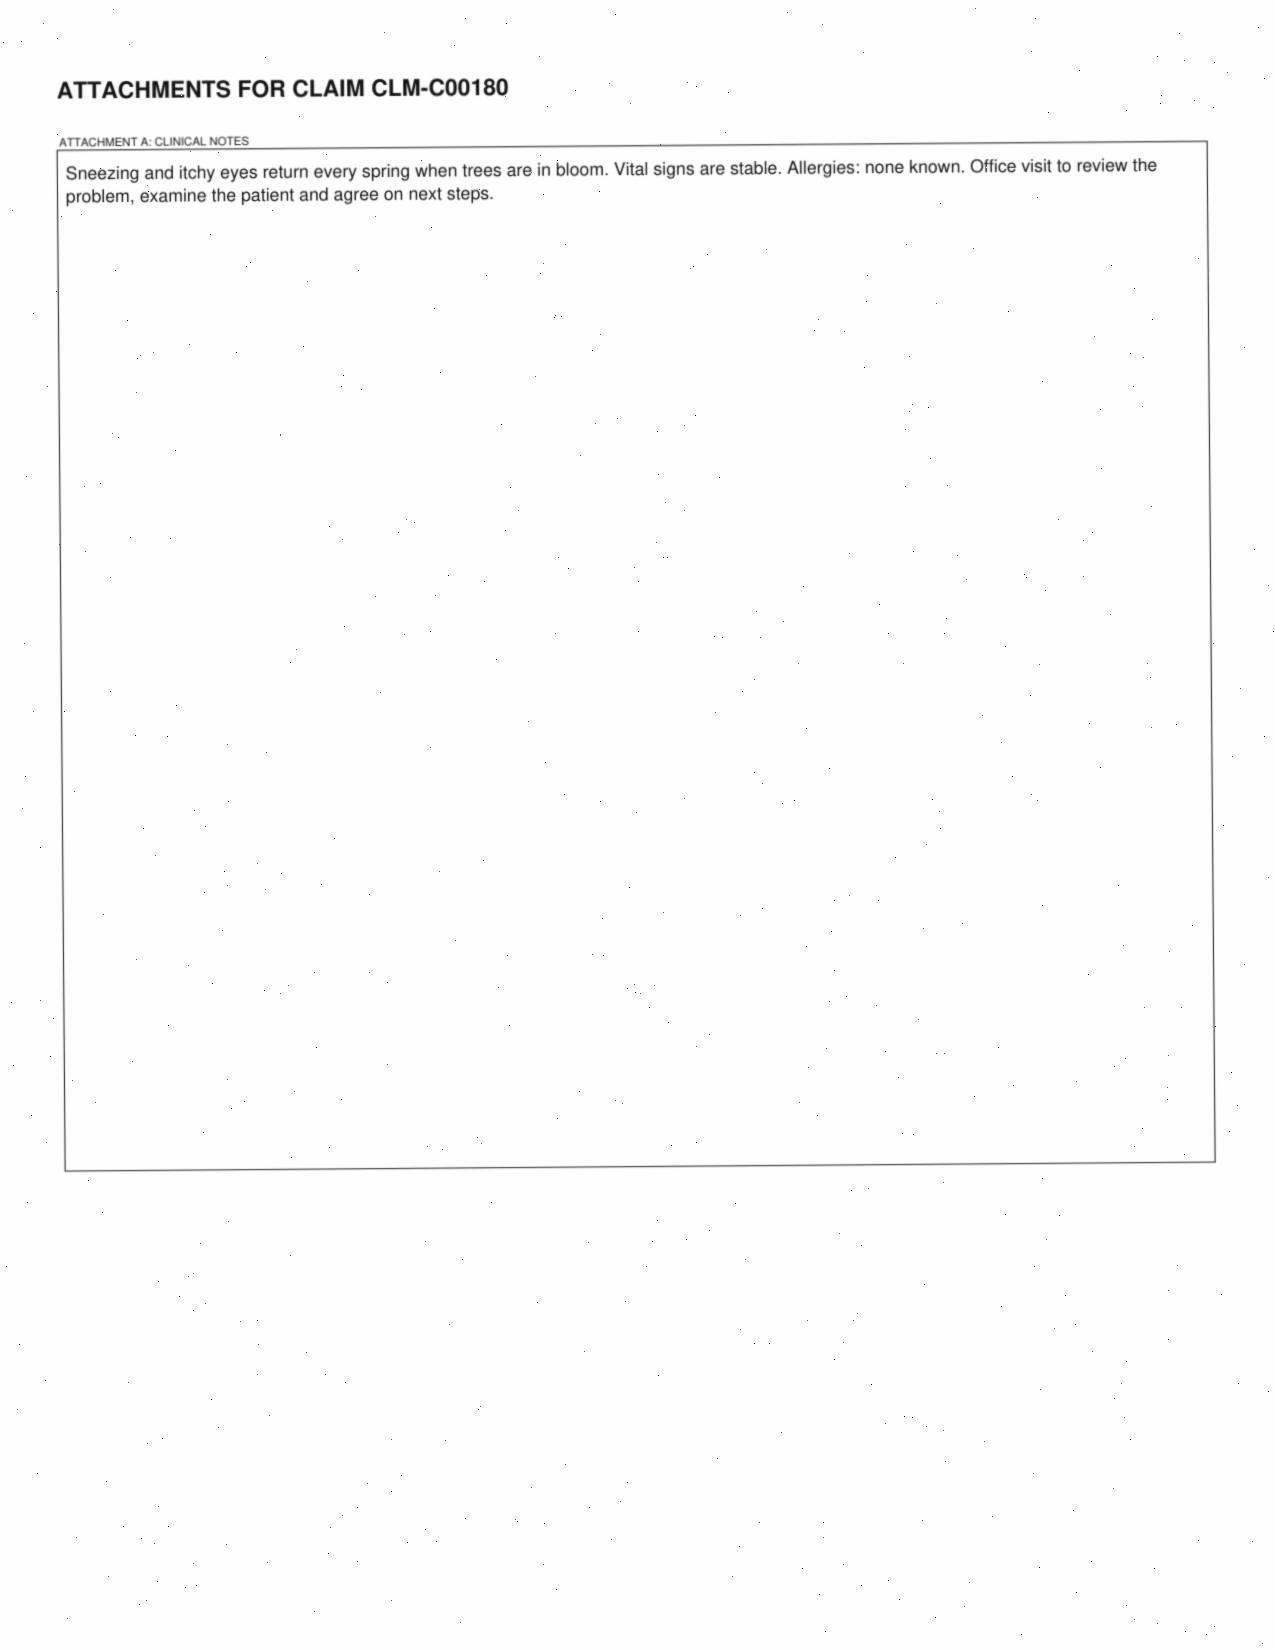 ATTACHMENTS FOR CLAIM CLM-C00180
ATTACHMENT A: CLINICAL NOTES
Sneezing and itchy eyes return every spring when trees are in bloom. Vital signs are stable. Allergies: none known. Office visit to review the
problem, examine the patient and agree on next steps.